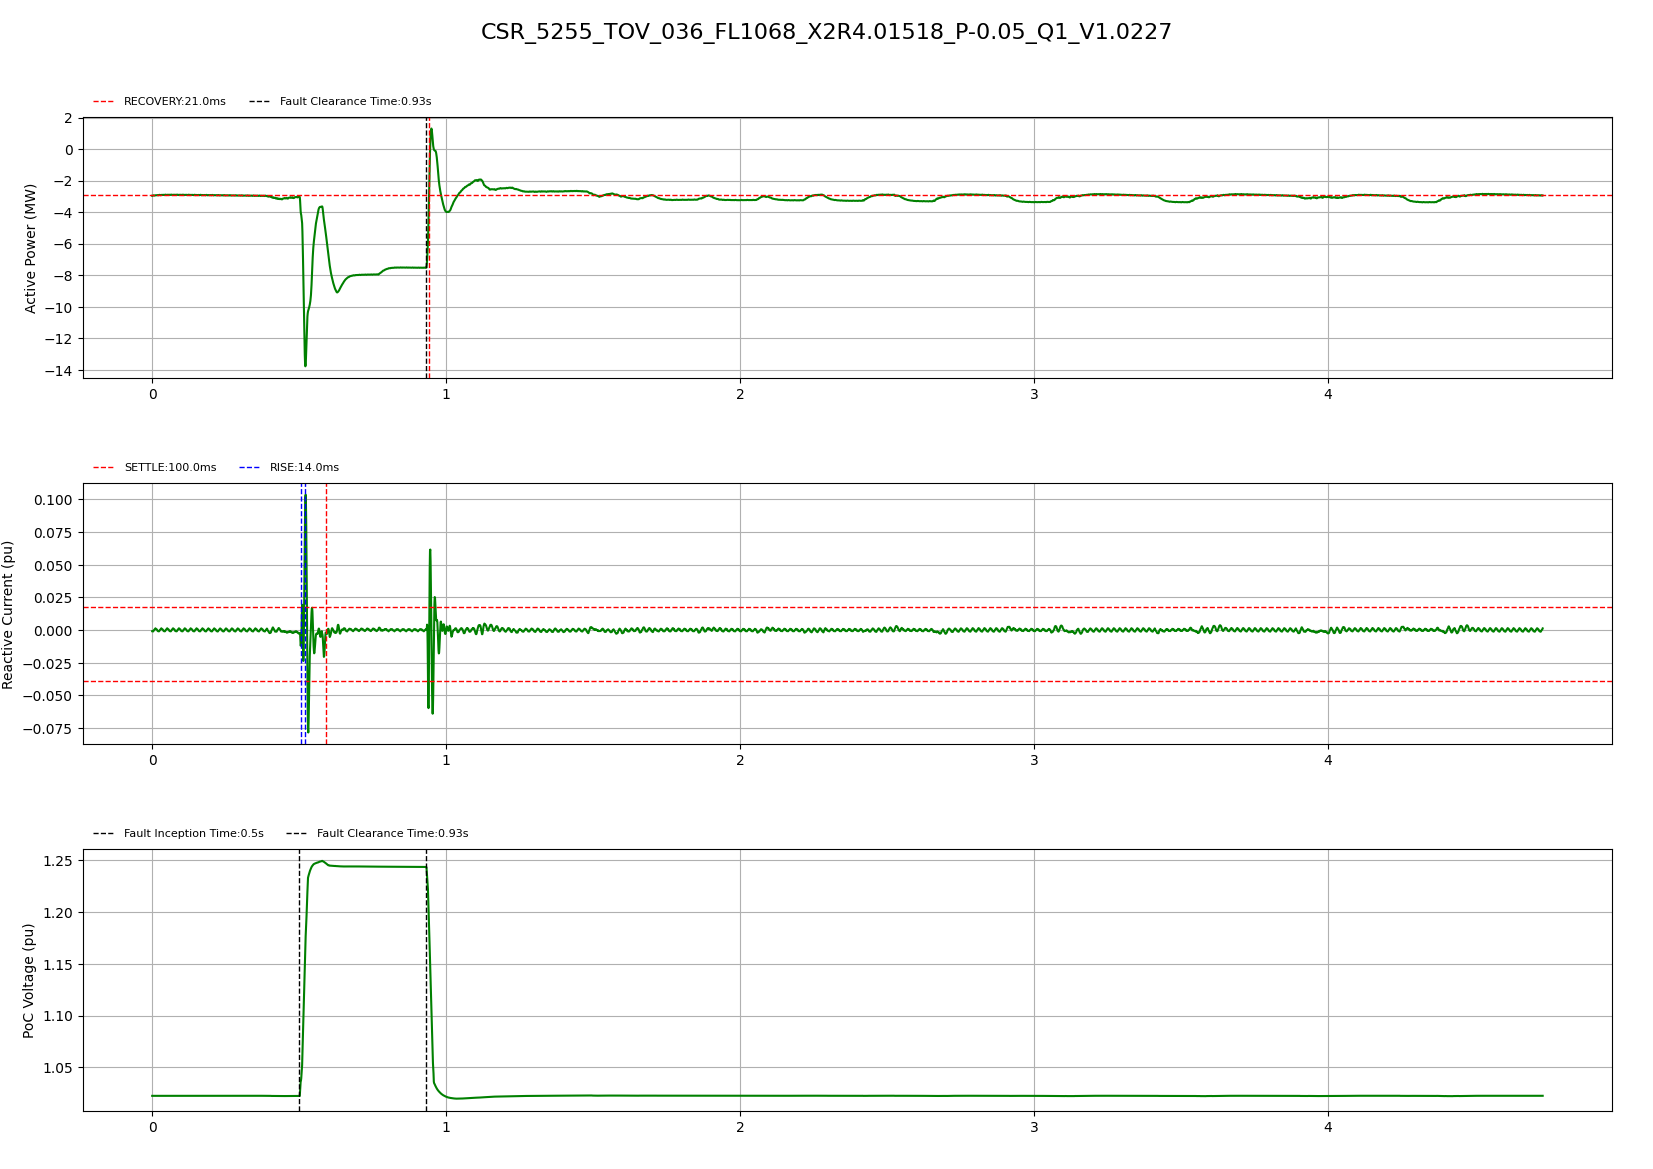 CSR_5255_TOV_036_FL1068_X2R4.01518_P-0.05_Q1_V1.0227
RECOVERY:21.0ms Fault Clearance Time:0.93s
Active Power (MW)
2
0
−2
−4
−6
−8
−10
−12
−14
0 1 2 3 4
SETTLE:100.0ms RISE:14.0ms
Reactive Current (pu)
0.100
0.075
0.050
0.025
0.000
−0.025
−0.050
−0.075
0 1 2 3 4
Fault Inception Time:0.5s Fault Clearance Time:0.93s
PoC Voltage (pu)
1.25
1.20
1.15
1.10
1.05
0 1 2 3 4